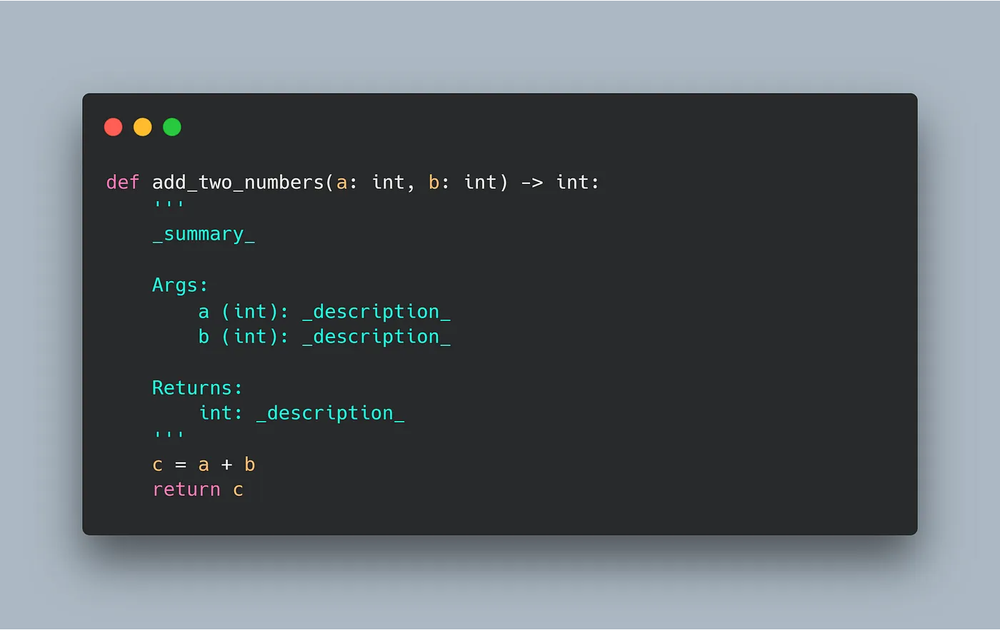 def add_two_numbers(a: int, b: int) -> int:
    '''
    _summary_

    Args:
        a (int): _description_
        b (int): _description_

    Returns:
        int: _description_
    '''
    c = a + b
    return c